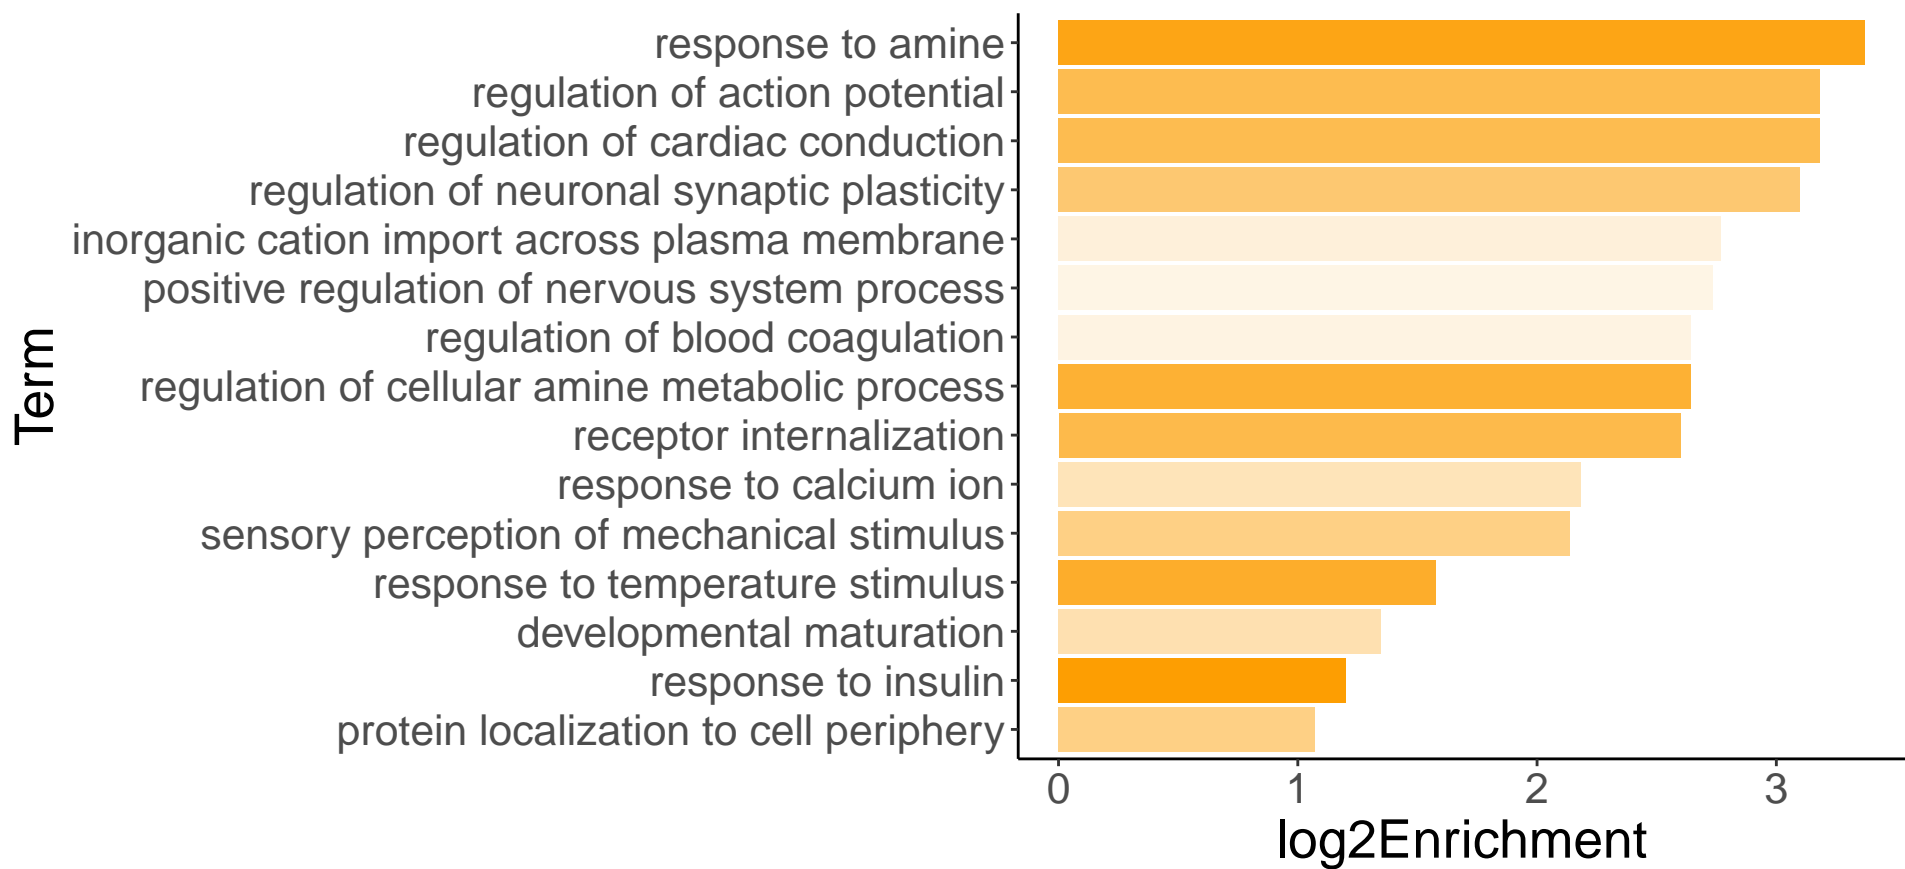 response to amine
regulation of action potential
regulation of cardiac conduction
regulation of neuronal synaptic plasticity
inorganic cation import across plasma membrane
positive regulation of nervous system process
regulation of blood coagulation
regulation of cellular amine metabolic process
receptor internalization
response to calcium ion
sensory perception of mechanical stimulus
response to temperature stimulus
developmental maturation
response to insulin
protein localization to cell periphery
Term
0 1 2 3
log2Enrichment